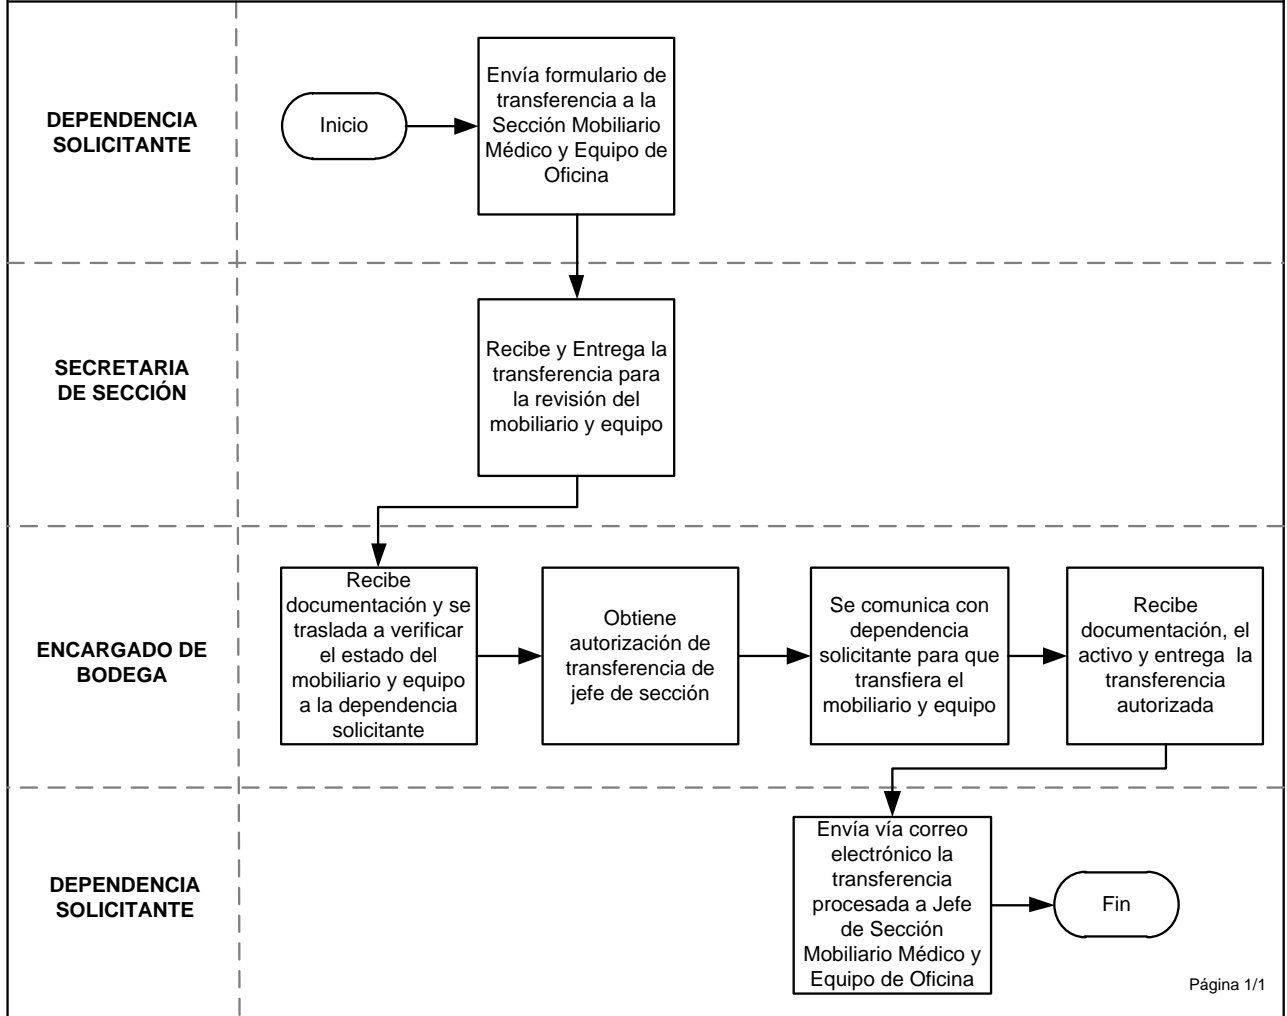 DEPENDENCIA
SOLICITANTE
Inicio
Envía formulario de
transferencia a la
Sección Mobiliario
Médico y Equipo de
Oficina
SECRETARIA
DE SECCIÓN
Recibe y Entrega la
transferencia para
la revisión del
mobiliario y equipo
ENCARGADO DE
BODEGA
Recibe
documentación y se
traslada a verificar
el estado del
mobiliario y equipo
a la dependencia
solicitante
Obtiene
autorización de
transferencia de
jefe de sección
Se comunica con
dependencia
solicitante para que
transfiera el
mobiliario y equipo
Recibe
documentación, el
activo y entrega  la
transferencia
autorizada
DEPENDENCIA
SOLICITANTE
Envía vía correo
electrónico la
transferencia
procesada a Jefe
de Sección
Mobiliario Médico y
Equipo de Oficina
Fin
Página 1/1